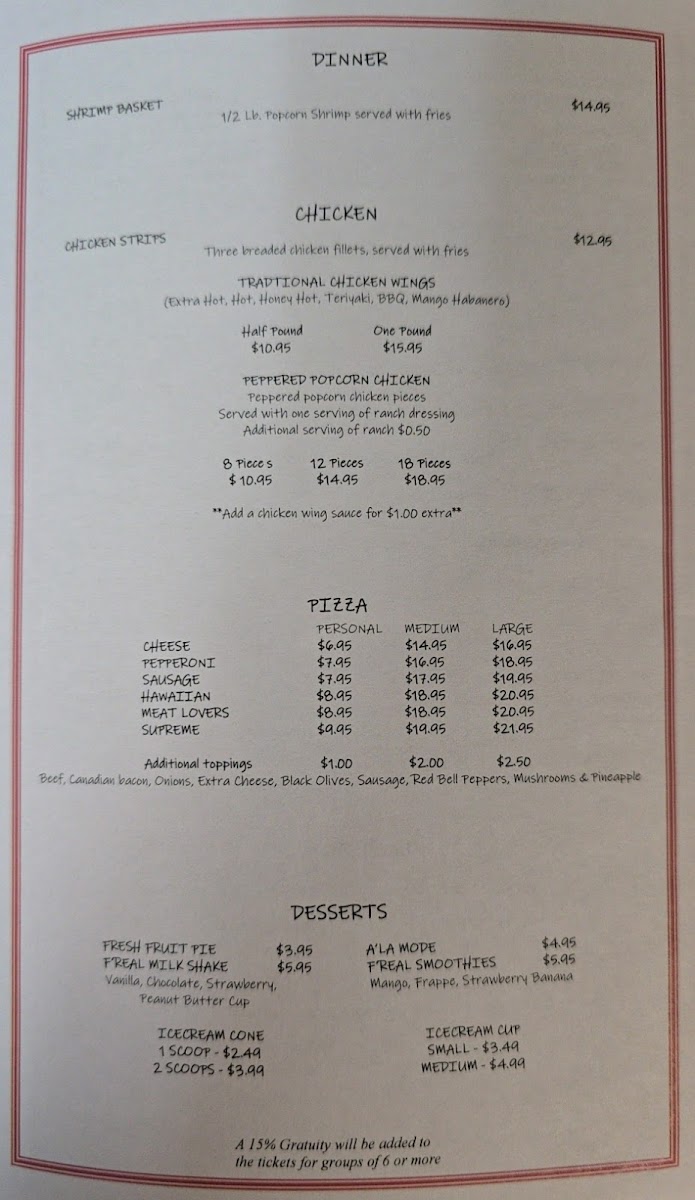 DINNER
SHRIMP BASKET 1/2 Lb. Popcorn Shrimp served with fries $14.95
CHICKEN
CHICKEN STRIPS Three breaded chicken fillets, served with fries $12.95
TRADTIONAL CHICKEN WINGS
(Extra Hot, Hot, Honey Hot, Teriyaki, BBQ, Mango Habanero)
Half Pound One Pound
$10.95 $15.95
PEPPERED POPCORN CHICKEN
Peppered popcorn chicken pieces
Served with one serving of ranch dressing
Additional serving of ranch $0.50
8 Piece s 12 Pieces 18 Pieces
$ 10.95 $14.95 $18.95
**Add a chicken wing sauce for $1.00 extra**
PIZZA
PERSONAL MEDIUM LARGE
CHEESE $6.95 $14.95 $16.95
PEPPERONI $7.95 $16.95 $18.95
SAUSAGE $7.95 $17.95 $19.95
HAWAIIAN $8.95 $18.95 $20.95
MEAT LOVERS $8.95 $18.95 $20.95
SUPREME $9.95 $19.95 $21.95
Additional toppings $1.00 $2.00 $2.50
Beef, Canadian bacon, Onions, Extra Cheese, Black Olives, Sausage, Red Bell Peppers, Mushrooms & Pineapple
DESSERTS
FRESH FRUIT PIE $3.95 A'LA MODE $4.95
F'REAL MILK SHAKE $5.95 F'REAL SMOOTHIES $5.95
Vanilla, Chocolate, Strawberry, Mango, Frappe, Strawberry Banana
Peanut Butter Cup
ICECREAM CONE ICECREAM CUP
1 SCOOP - $2.49 SMALL - $3.49
2 SCOOPS - $3.99 MEDIUM - $4.99
A 15% Gratuity will be added to
the tickets for groups of 6 or more